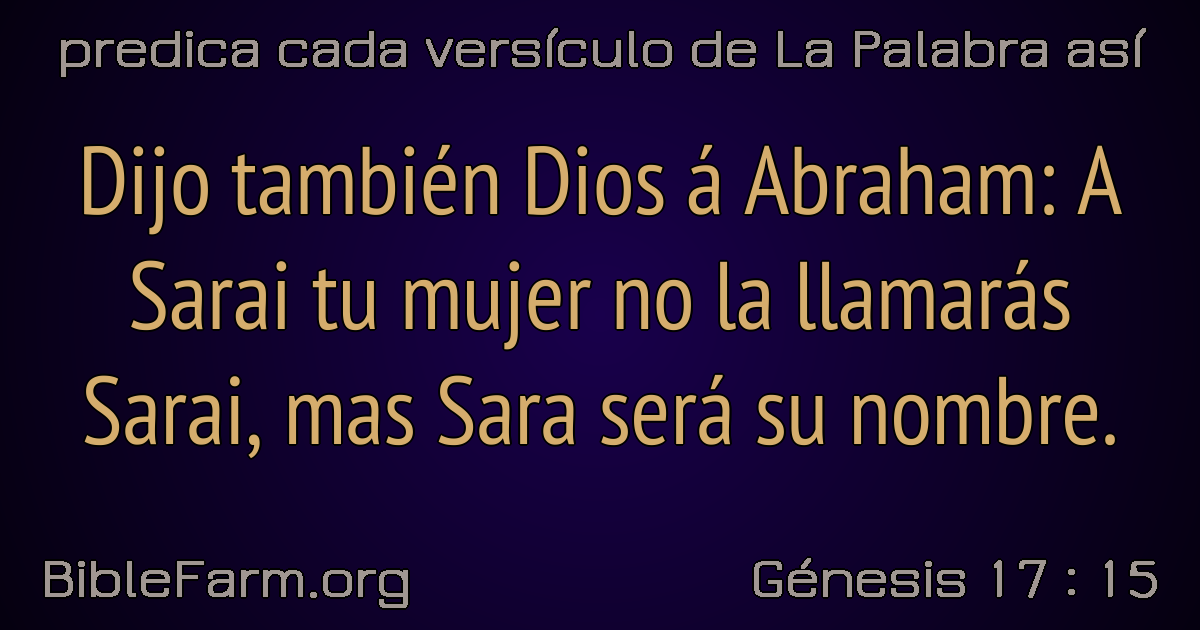 predica cada versículo de La Palabra así
Dijo también Dios á Abraham: A
Sarai tu mujer no la llamarás
Sarai, mas Sara será su nombre.
BibleFarm.org
Génesis 17 : 15